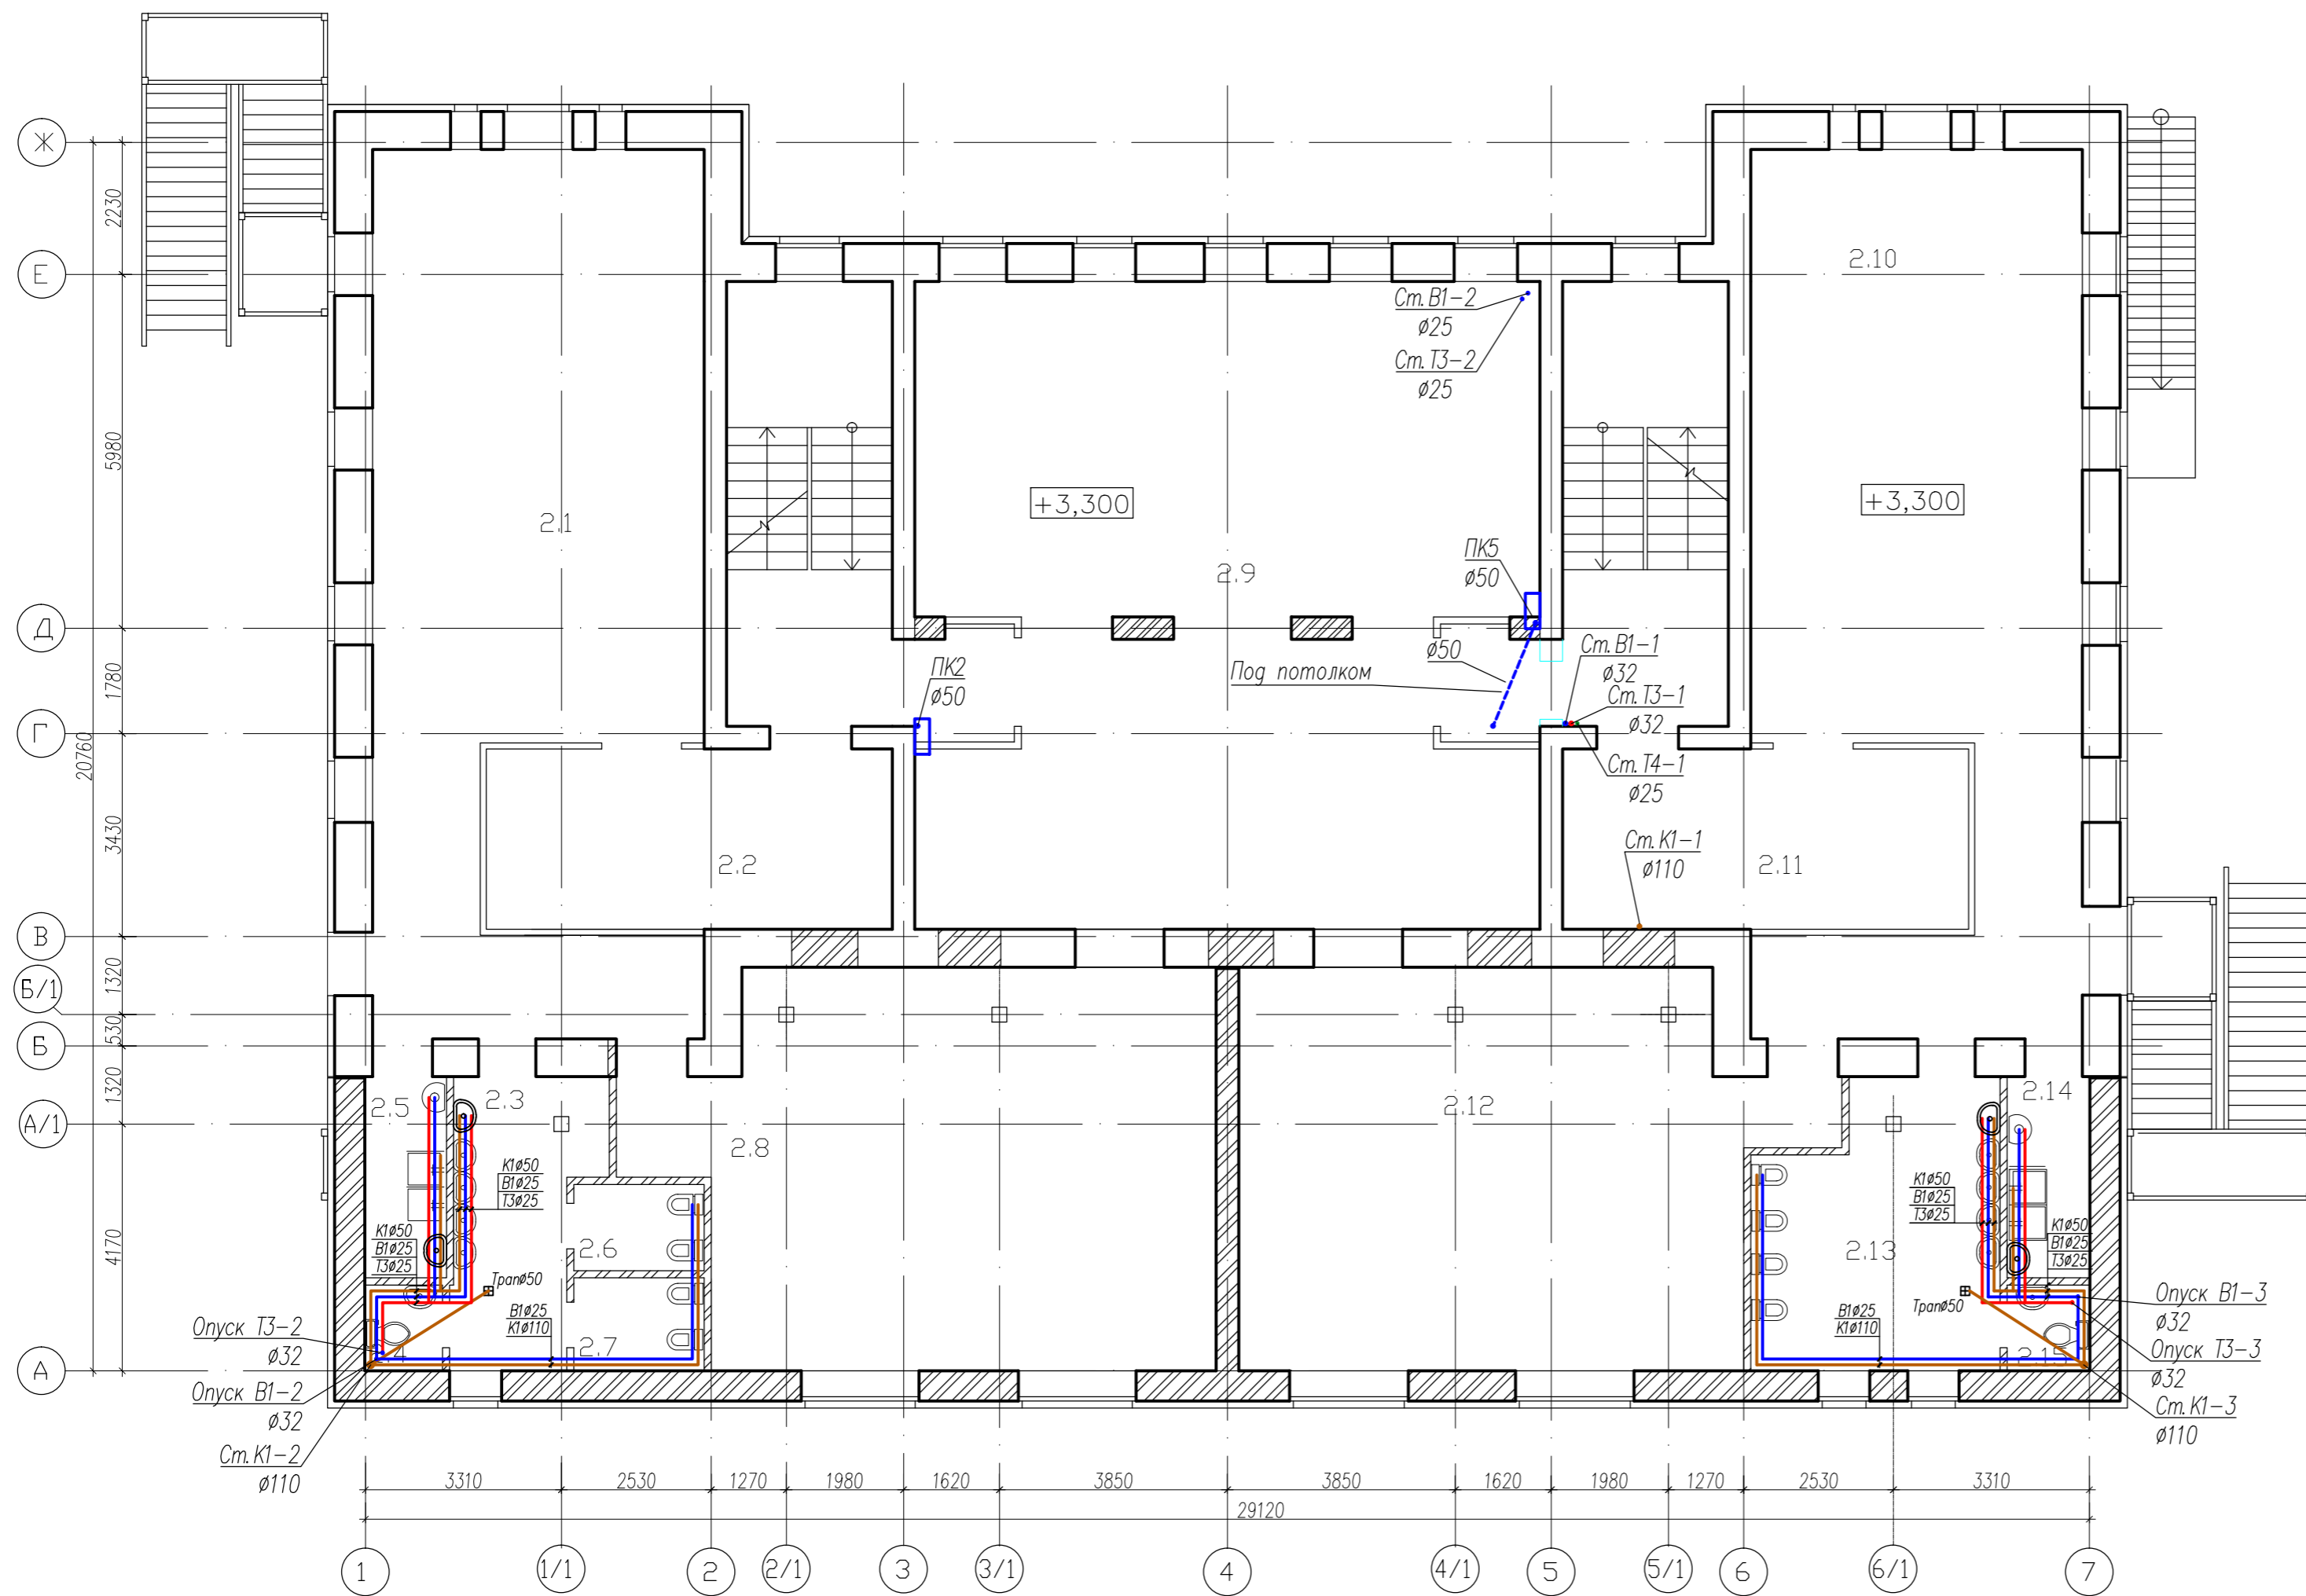 Ж
2230
Е
2.10
Ст. В1-2
ø25
Ст. Т3-2
ø25
5980
+3,300
+3,300
2.1
ПК5
ø50
2.9
Д
Ст. В1-1
ø32
ø50
Под потолком
ПК2
ø50
1780
Ст. Т3-1
ø32
Г
20760
Ст. Т4-1
ø25
3430
Ст. К1-1
ø110
2.2
2.11
В
1320
Б/1
530
Б
1320
2.5
2.3
2.12
2.14
А/1
2.8
К1ø50
В1ø25
Т3ø25
К1ø50
В1ø25
Т3ø25
4170
К1ø50
В1ø25
Т3ø25
К1ø50
В1ø25
Т3ø25
2.6
2.13
Трапø50
Трапø50
В1ø25
К1ø110
В1ø25
К1ø110
Опуск В1-3
ø32
Опуск Т3-2
ø32
2.7
2.15
Опуск Т3-3
ø32
А
Опуск В1-2
ø32
Ст. К1-3
ø110
Ст. К1-2
ø110
3310
2530
1270
1980
1620
3850
3850
1620
1980
1270
2530
3310
29120
1
1/1
2
2/1
3
3/1
4
4/1
5
5/1
6
6/1
7